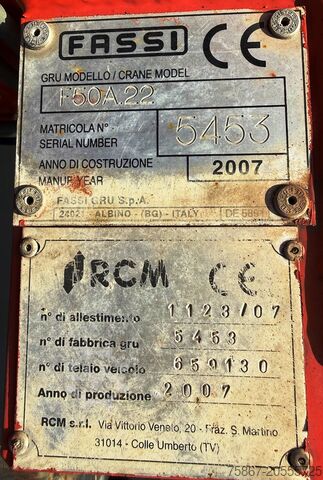 FASSI CE
GRU MODELLO / CRANE MODEL
F50A.22
MATRICOLA N°
SERIAL NUMBER
5453
ANNO DI COSTRUZIONE
MANUF. YEAR
2007
FASSI GRU S.p.A.
24021 ALBINO - (BG) - ITALY
RCM CE
n° di allestimento 1123/07
n° di fabbrica gru 5453
n° di telaio veicolo 659130
Anno di produzione 2007
RCM s.r.l. Via Vittorio Veneto, 20 - Fraz. S. Martino
31014 - Colle Umberto (TV)